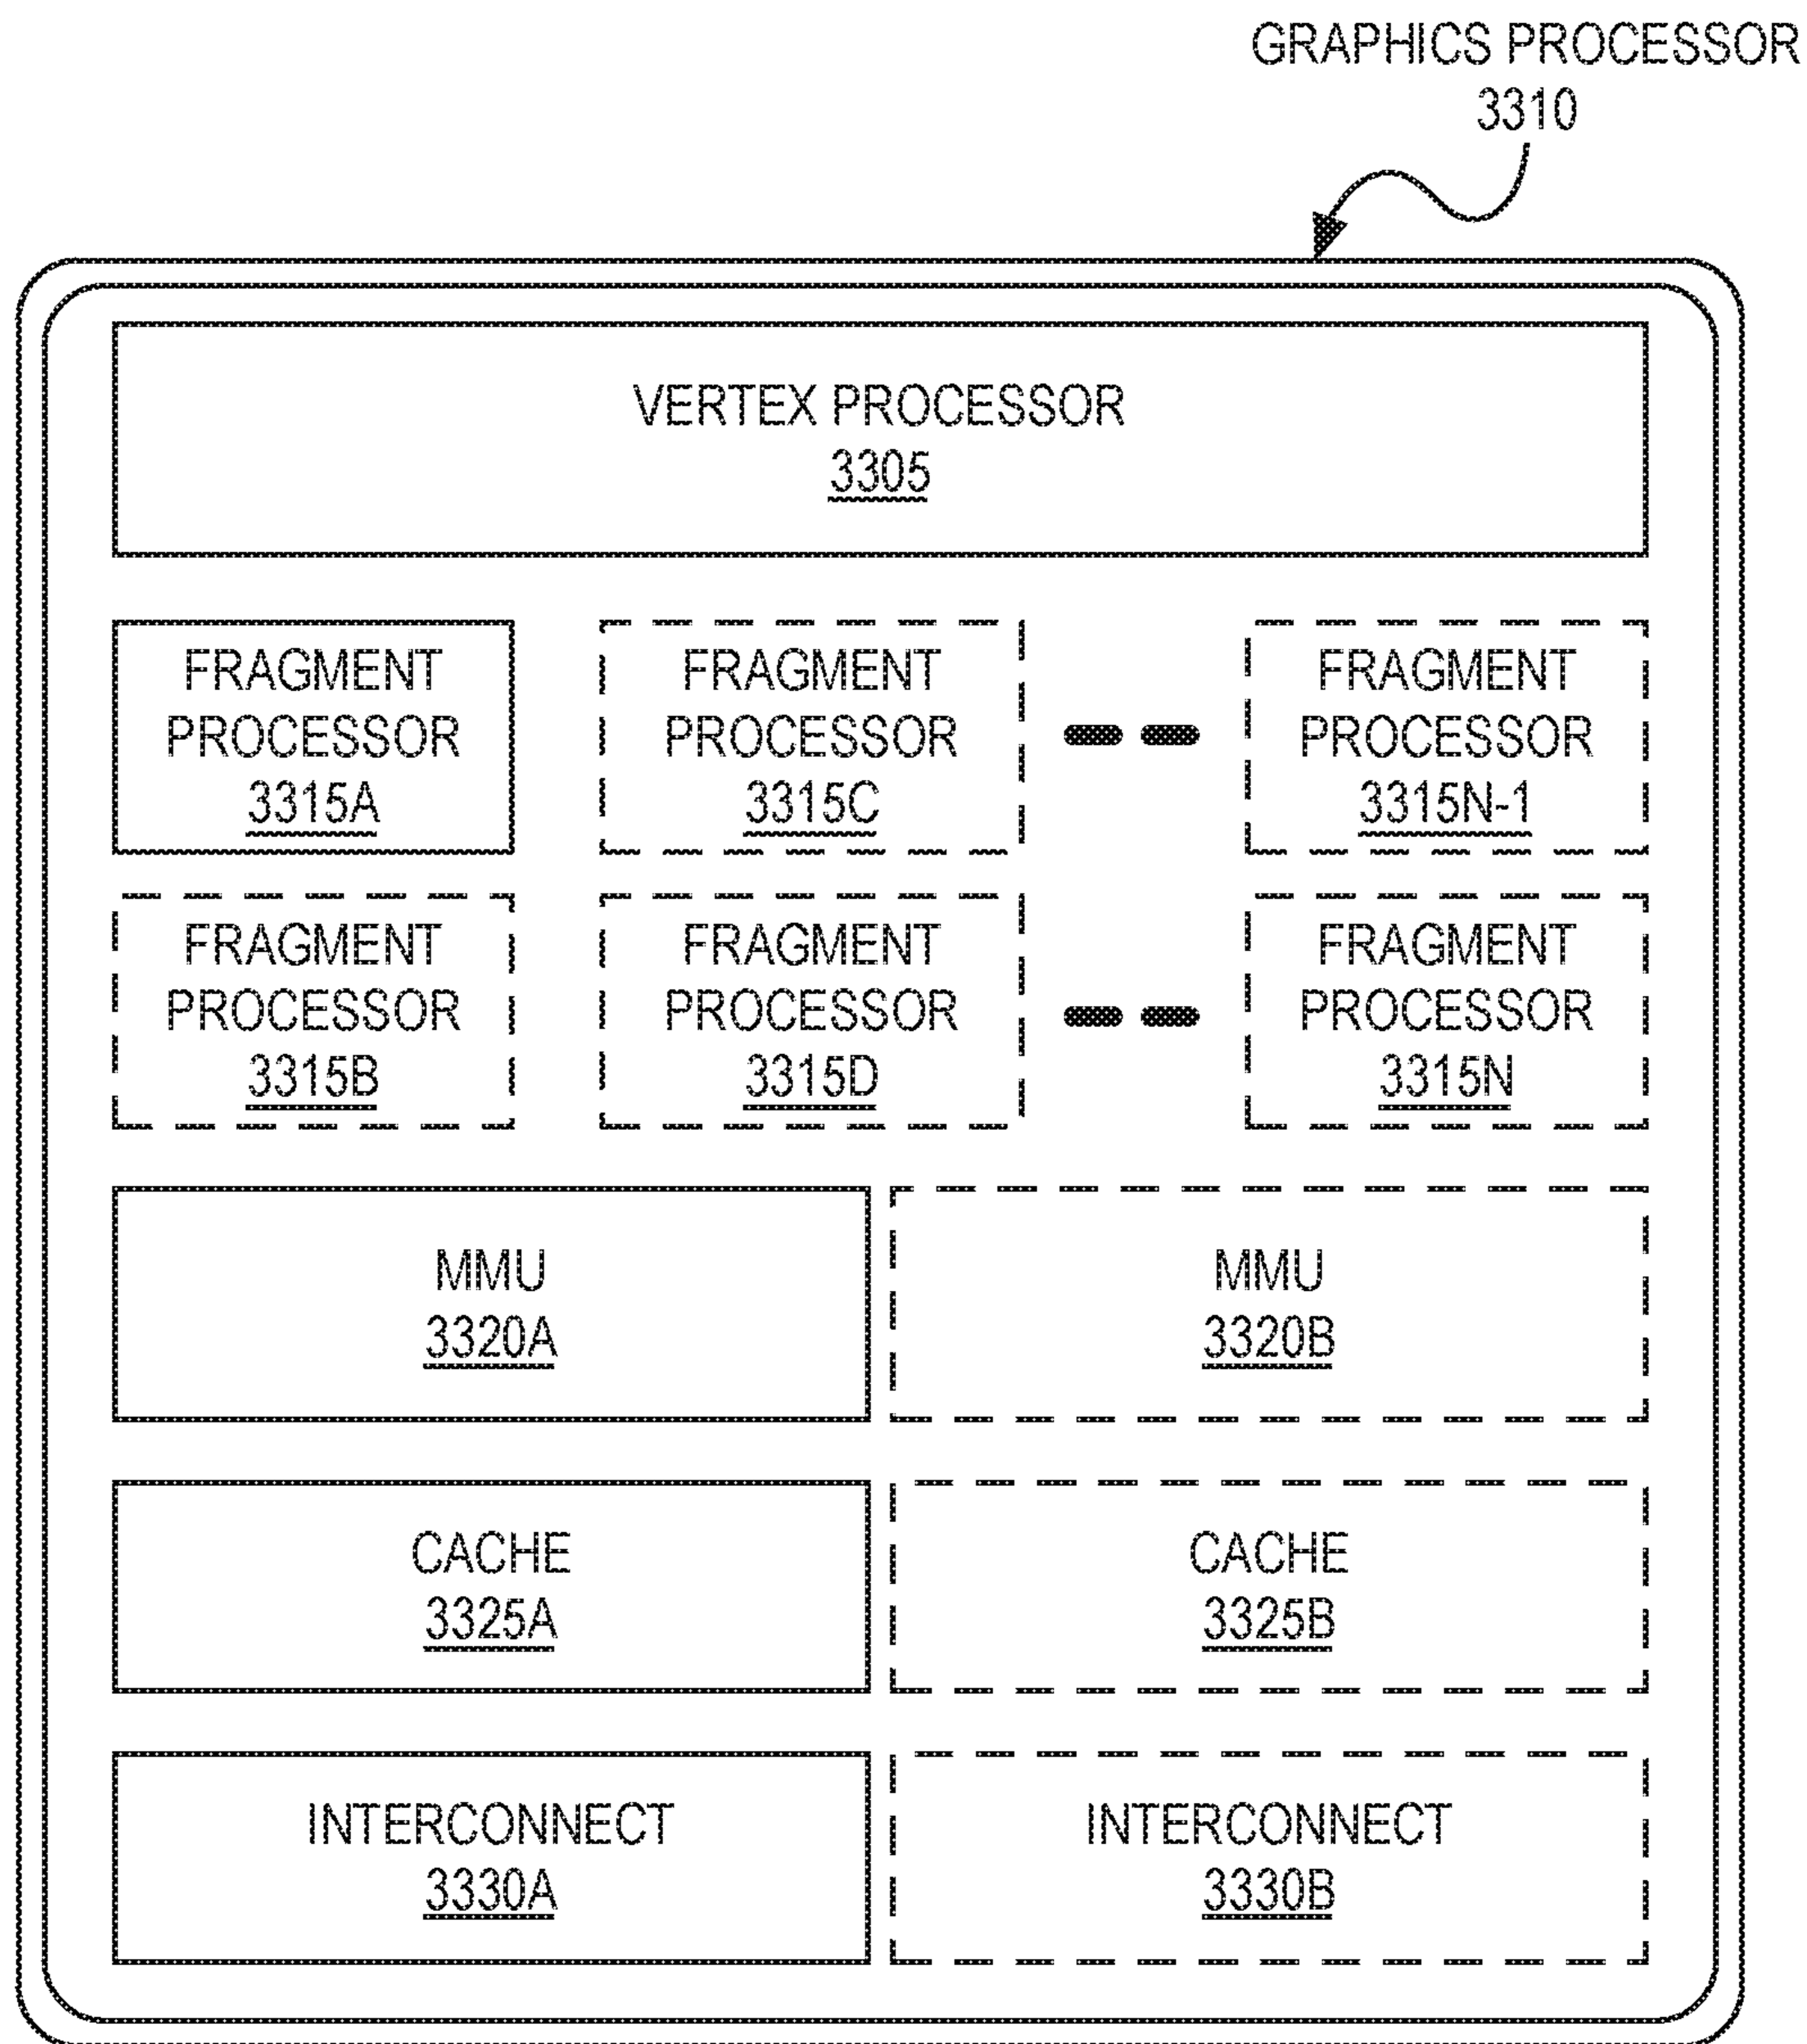 GRAPHICS PROCESSOR
3310
VERTEX PROCESSOR
3305
FRAGMENT
PROCESSOR
3315A
FRAGMENT
PROCESSOR
3315C
FRAGMENT
PROCESSOR
3315N-1
FRAGMENT
PROCESSOR
3315B
FRAGMENT
PROCESSOR
3315D
FRAGMENT
PROCESSOR
3315N
MMU
3320A
MMU
3320B
CACHE
3325A
CACHE
3325B
INTERCONNECT
3330A
INTERCONNECT
3330B